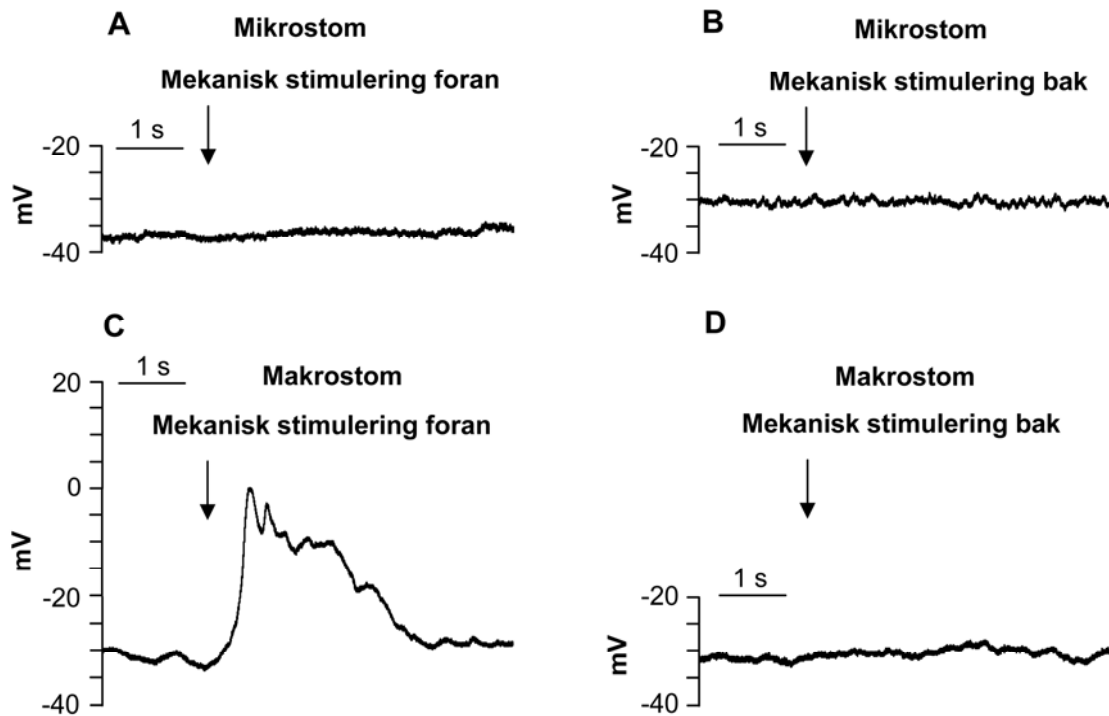 A
Mikrostom
Mekanisk stimulering foran
1 s
-20
-40
mV
B
Mikrostom
Mekanisk stimulering bak
1 s
-20
-40
mV
C
Makrostom
Mekanisk stimulering foran
1 s
20
0
-20
-40
mV
D
Makrostom
Mekanisk stimulering bak
1 s
-20
-40
mV